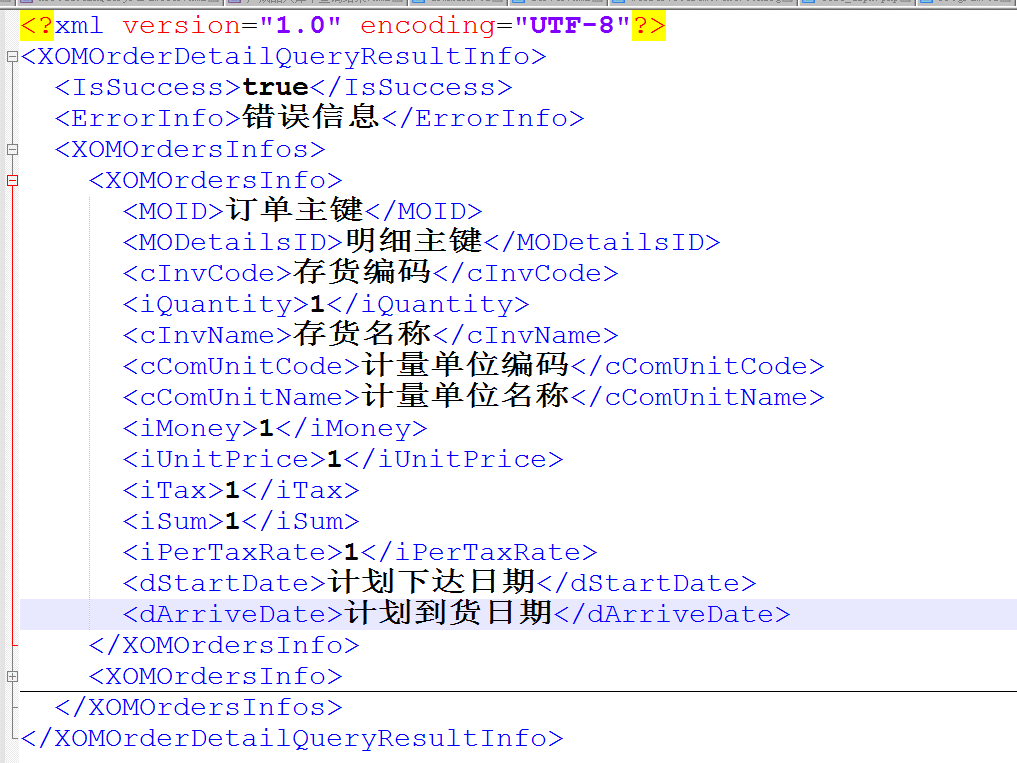 <?xml version="1.0" encoding="UTF-8"?>
<XOMOrderDetailQueryResultInfo>
<IsSuccess>true</IsSuccess>
<ErrorInfo>错误信息</ErrorInfo>
<XOMOrdersInfos>
<XOMOrdersInfo>
<MOID>订单主键</MOID>
<MODetailsID>明细主键</MODetailsID>
<cInvCode>存货编码</cInvCode>
<iQuantity>1</iQuantity>
<cInvName>存货名称</cInvName>
<cComUnitCode>计量单位编码</cComUnitCode>
<cComUnitName>计量单位名称</cComUnitName>
<iMoney>1</iMoney>
<iUnitPrice>1</iUnitPrice>
<iTax>1</iTax>
<iSum>1</iSum>
<iPerTaxRate>1</iPerTaxRate>
<dStartDate>计划下达日期</dStartDate>
<dArriveDate>计划到货日期</dArriveDate>
</XOMOrdersInfo>
<XOMOrdersInfo>
</XOMOrdersInfos>
</XOMOrderDetailQueryResultInfo>